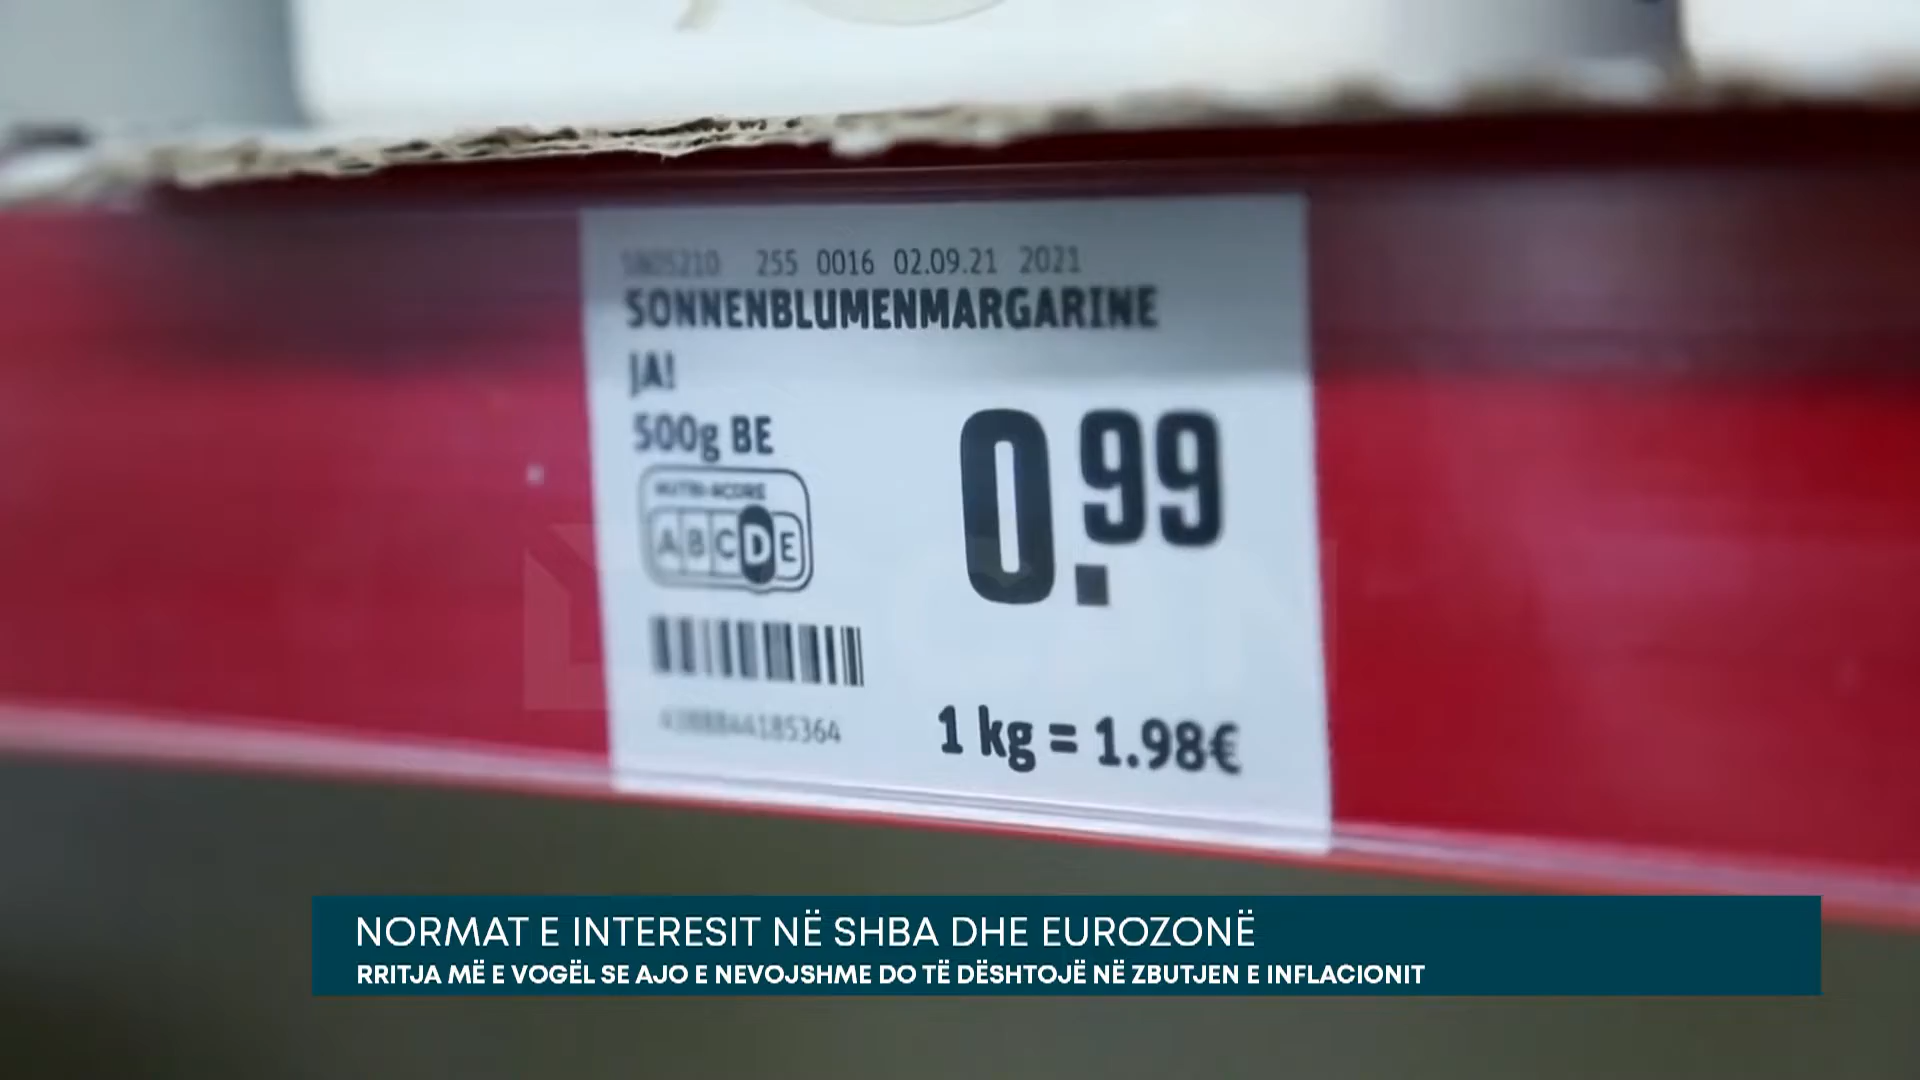 255 0016 02.09.21 2021
SONNENBLUMENMARGARINE
JA!
500g BE
0.99
NUTRI-SCORE
A B C D E
1 kg = 1.98€
NORMAT E INTERESIT NË SHBA DHE EUROZONË
RRITJA MË E VOGËL SE AJO E NEVOJSHME DO TË DËSHTOJË NË ZBUTJEN E INFLACIONIT